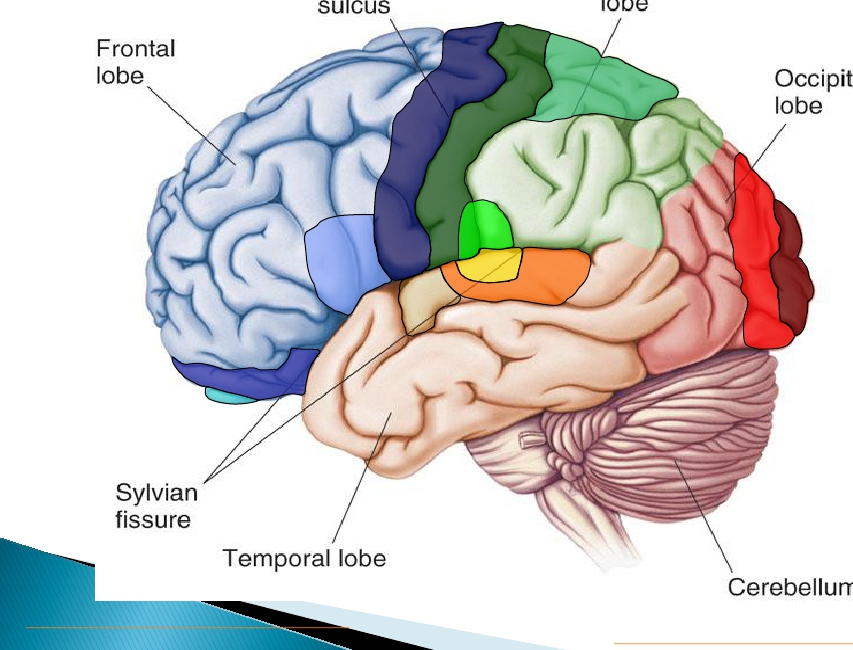 sulcus
lobe
Frontal
lobe
Occipit
lobe
Sylvian
fissure
Temporal lobe
Cerebellum